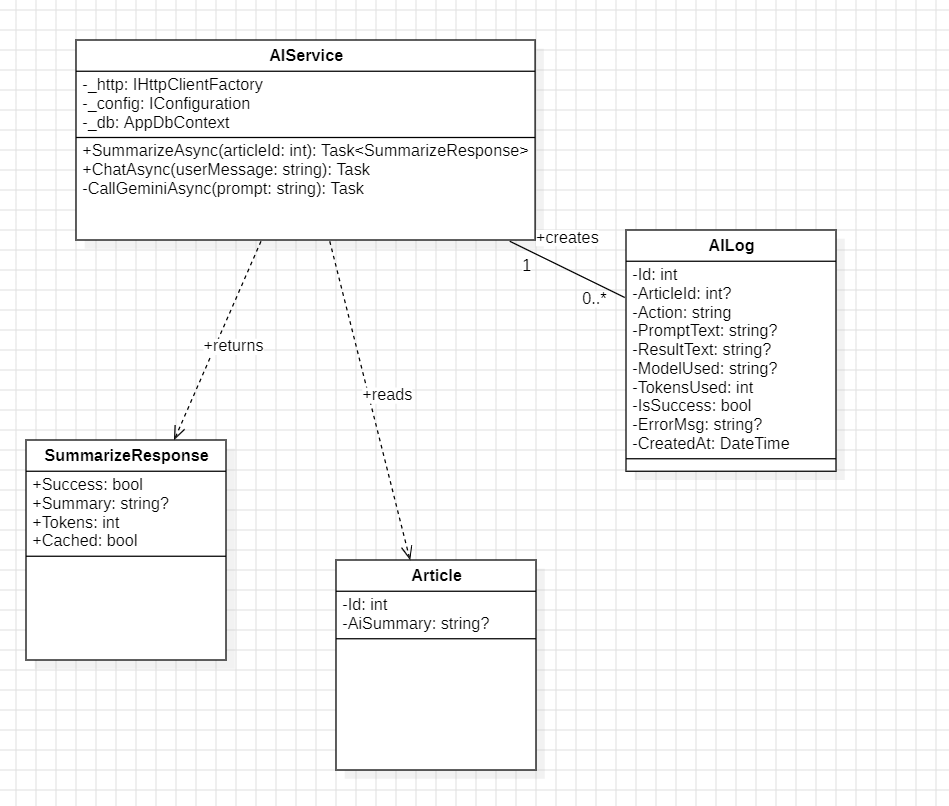 AIService
-_http: IHttpClientFactory
-_config: IConfiguration
-_db: AppDbContext
+SummarizeAsync(articleId: int): Task<SummarizeResponse>
+ChatAsync(userMessage: string): Task
-CallGeminiAsync(prompt: string): Task
+creates
1
0..*
AILog
-Id: int
-ArticleId: int?
-Action: string
-PromptText: string?
-ResultText: string?
-ModelUsed: string?
-TokensUsed: int
-IsSuccess: bool
-ErrorMsg: string?
-CreatedAt: DateTime
+returns
+reads
SummarizeResponse
+Success: bool
+Summary: string?
+Tokens: int
+Cached: bool
Article
-Id: int
-AiSummary: string?